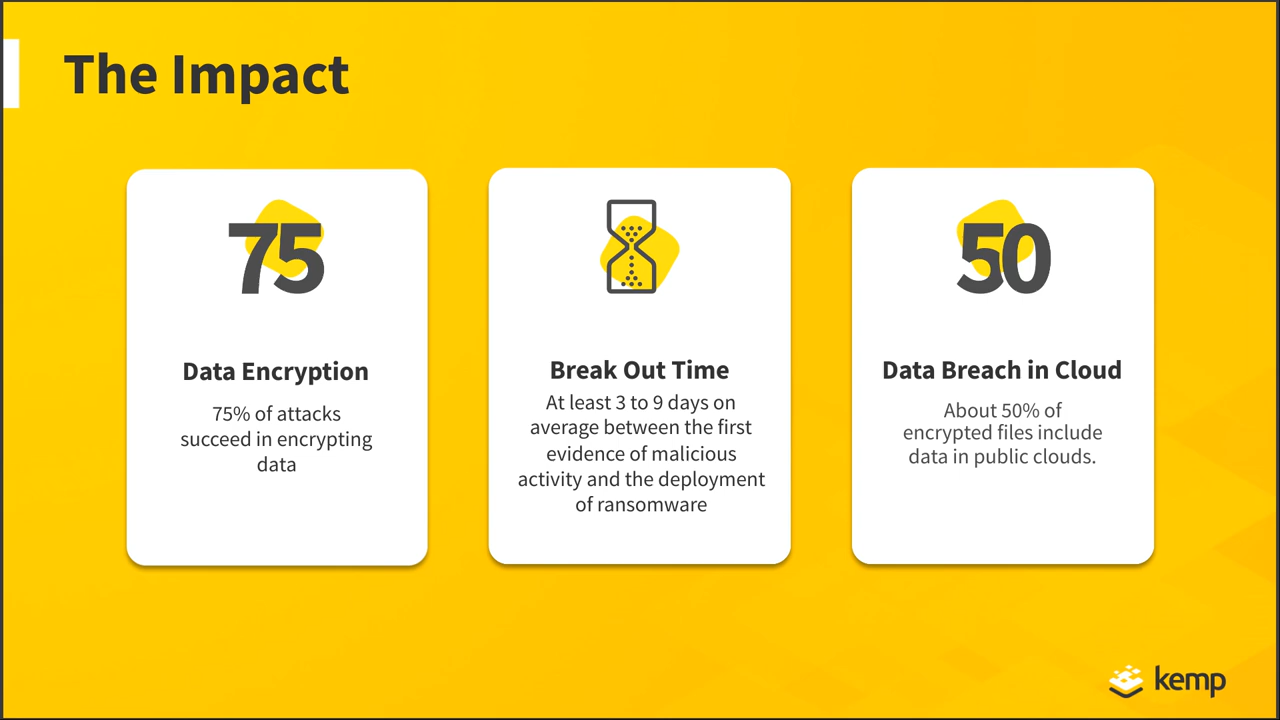 The Impact
75
Data Encryption
75% of attacks
succeed in encrypting
data
Break Out Time
At least 3 to 9 days on
average between the first
evidence of malicious
activity and the deployment
of ransomware
50
Data Breach in Cloud
About 50% of
encrypted files include
data in public clouds.
kemp